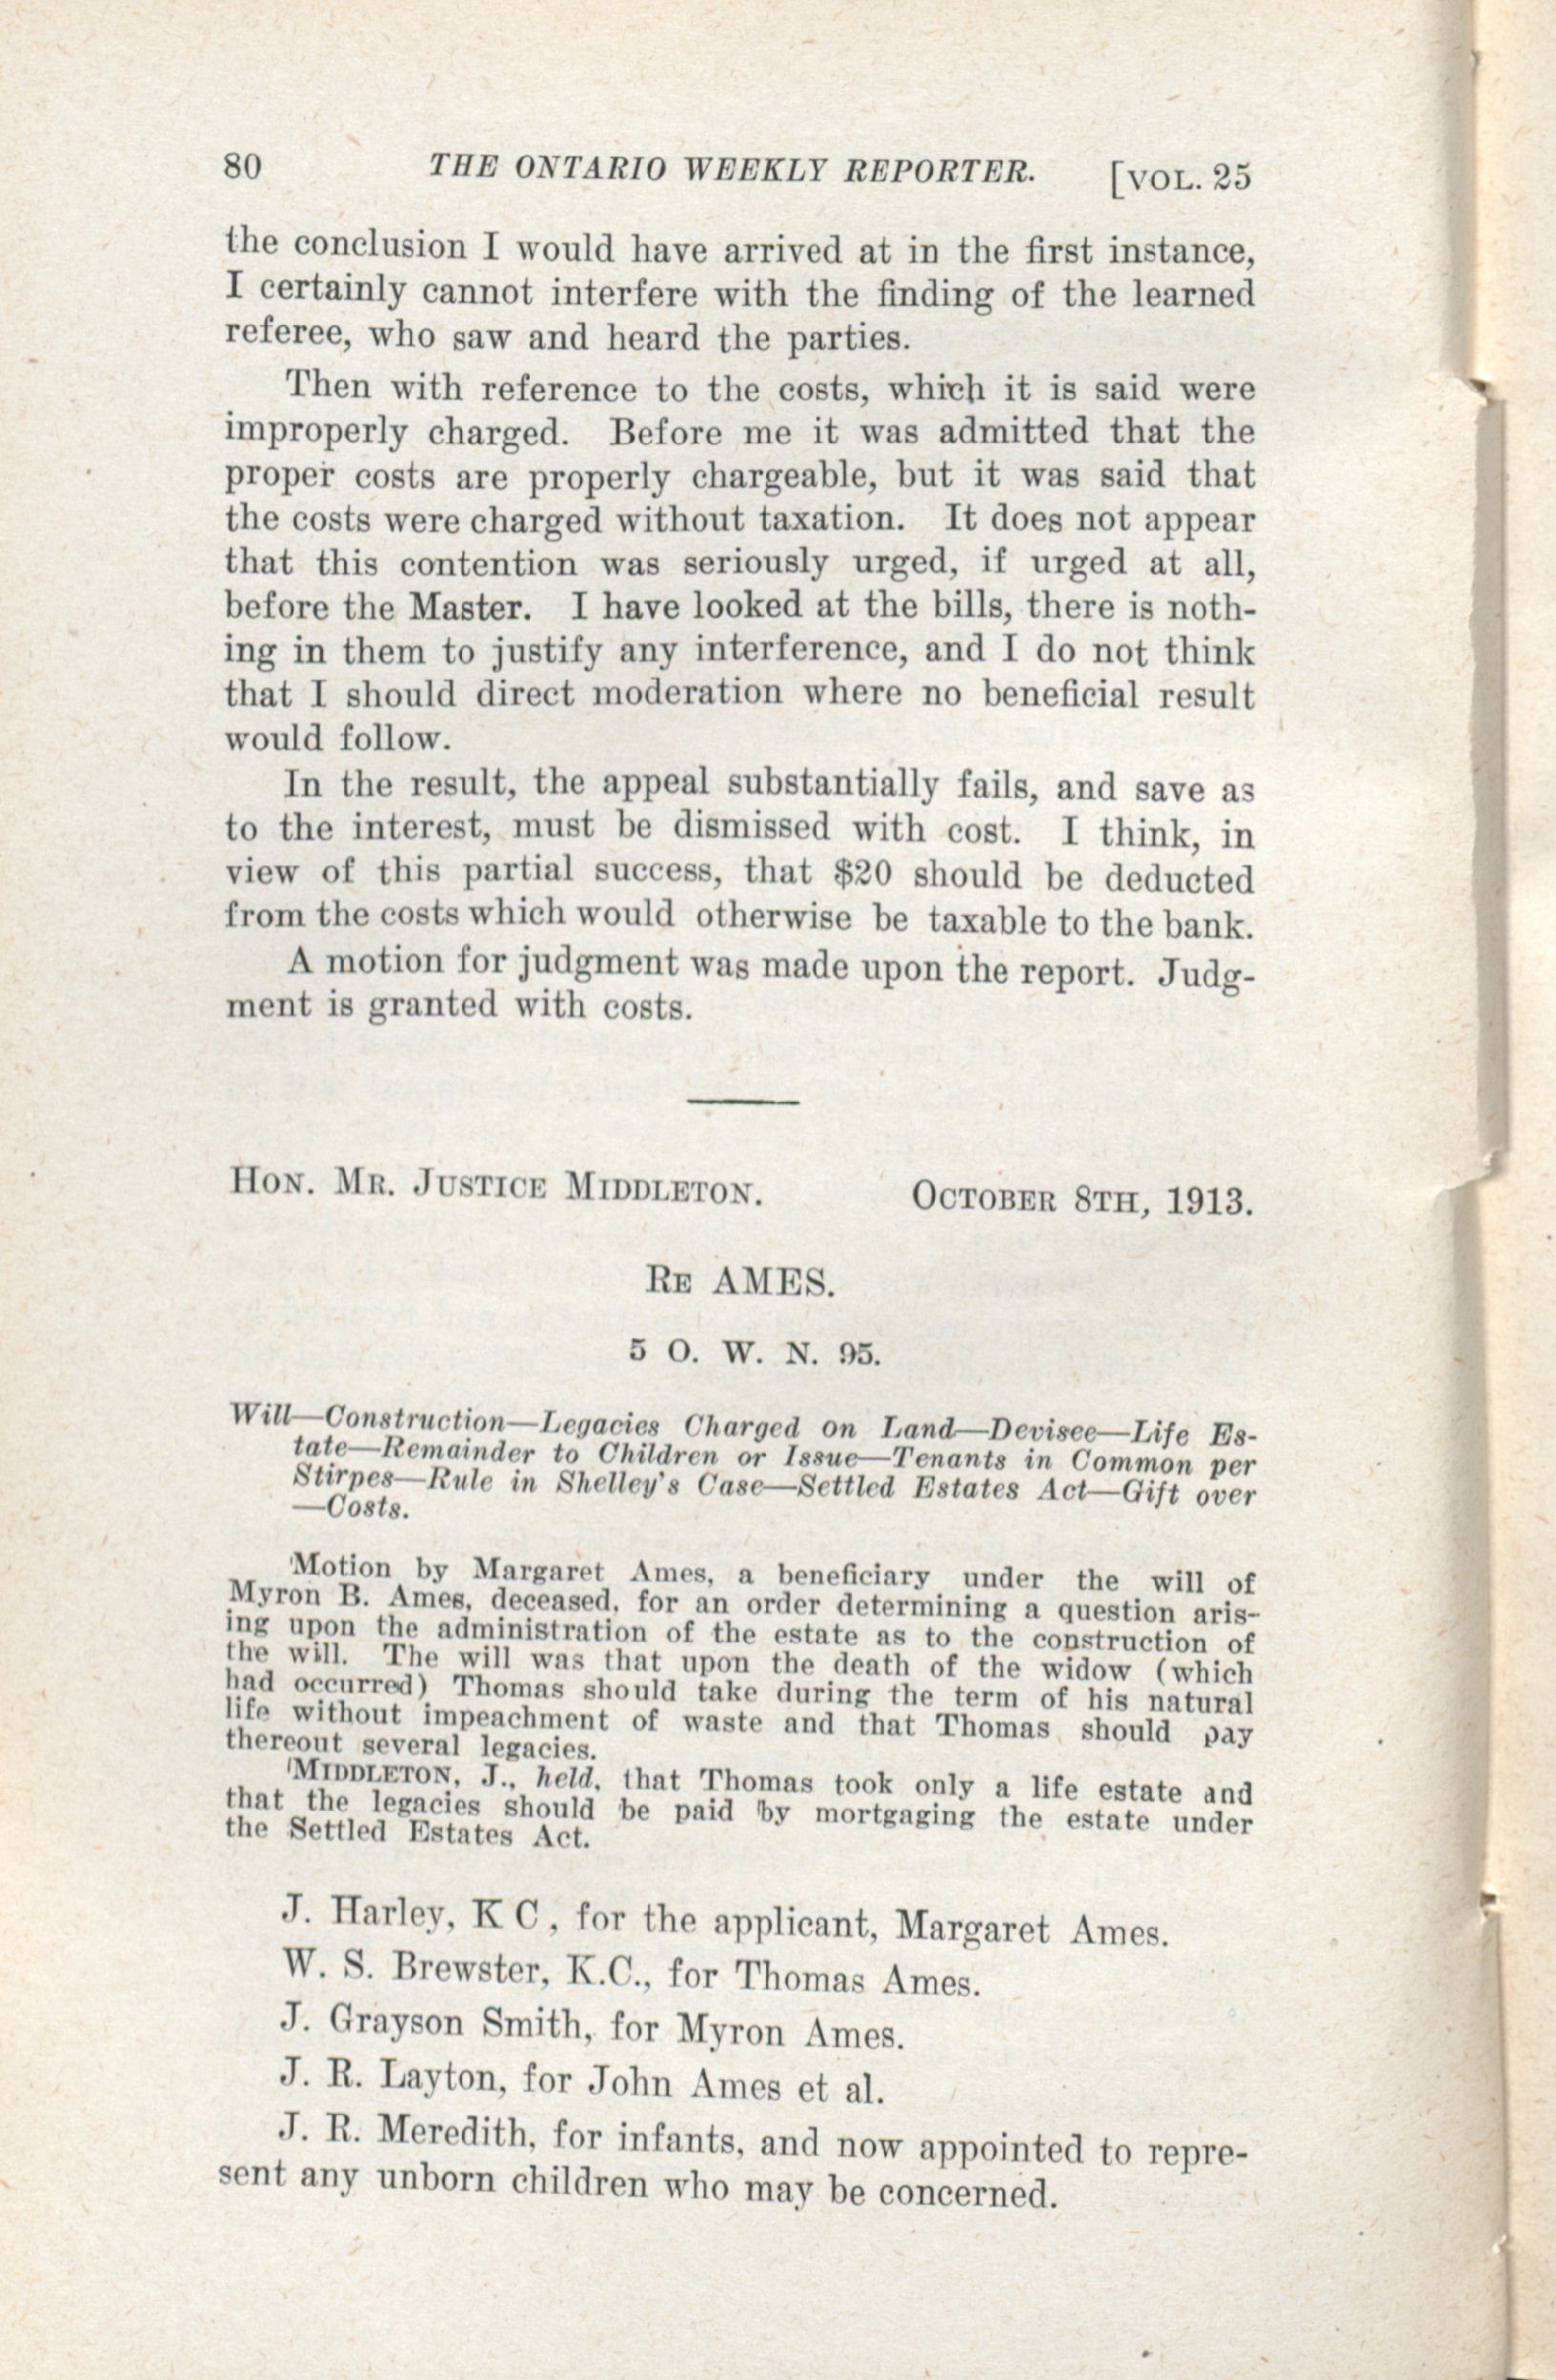 80 THE ONTARIO WEEKLY REPORTER. [VOL. 25
the conclusion I would have arrived at in the first instance,
I certainly cannot interfere with the finding of the learned
referee, who saw and heard the parties.
Then with reference to the costs, which it is said were
improperly charged. Before me it was admitted that the
proper costs are properly chargeable, but it was said that
the costs were charged without taxation. It does not appear
that this contention was seriously urged, if urged at all,
before the Master. I have looked at the bills, there is noth-
ing in them to justify any interference, and I do not think
that I should direct moderation where no beneficial result
would follow.
In the result, the appeal substantially fails, and save as
to the interest, must be dismissed with cost. I think, in
view of this partial success, that $20 should be deducted
from the costs which would otherwise be taxable to the bank.
A motion for judgment was made upon the report. Judg-
ment is granted with costs.
HON. MR. JUSTICE MIDDLETON. OCTOBER 8TH, 1913.
RE AMES.
5 O. W. N. 95.
Will—Construction—Legacies Charged on Land—Devisee—Life Es-
tate—Remainder to Children or Issue—Tenants in Common per
Stirpes—Rule in Shelley's Case—Settled Estates Act—Gift over
—Costs.
Motion by Margaret Ames, a beneficiary under the will of
Myron B. Ames, deceased, for an order determining a question aris-
ing upon the administration of the estate as to the construction of
the will. The will was that upon the death of the widow (which
had occurred) Thomas should take during the term of his natural
life without impeachment of waste and that Thomas should pay
thereout several legacies.
MIDDLETON, J., held, that Thomas took only a life estate and
that the legacies should be paid by mortgaging the estate under
the Settled Estates Act.
J. Harley, K C, for the applicant, Margaret Ames.
W. S. Brewster, K.C., for Thomas Ames.
J. Grayson Smith, for Myron Ames.
J. R. Layton, for John Ames et al.
J. R. Meredith, for infants, and now appointed to repre-
sent any unborn children who may be concerned.